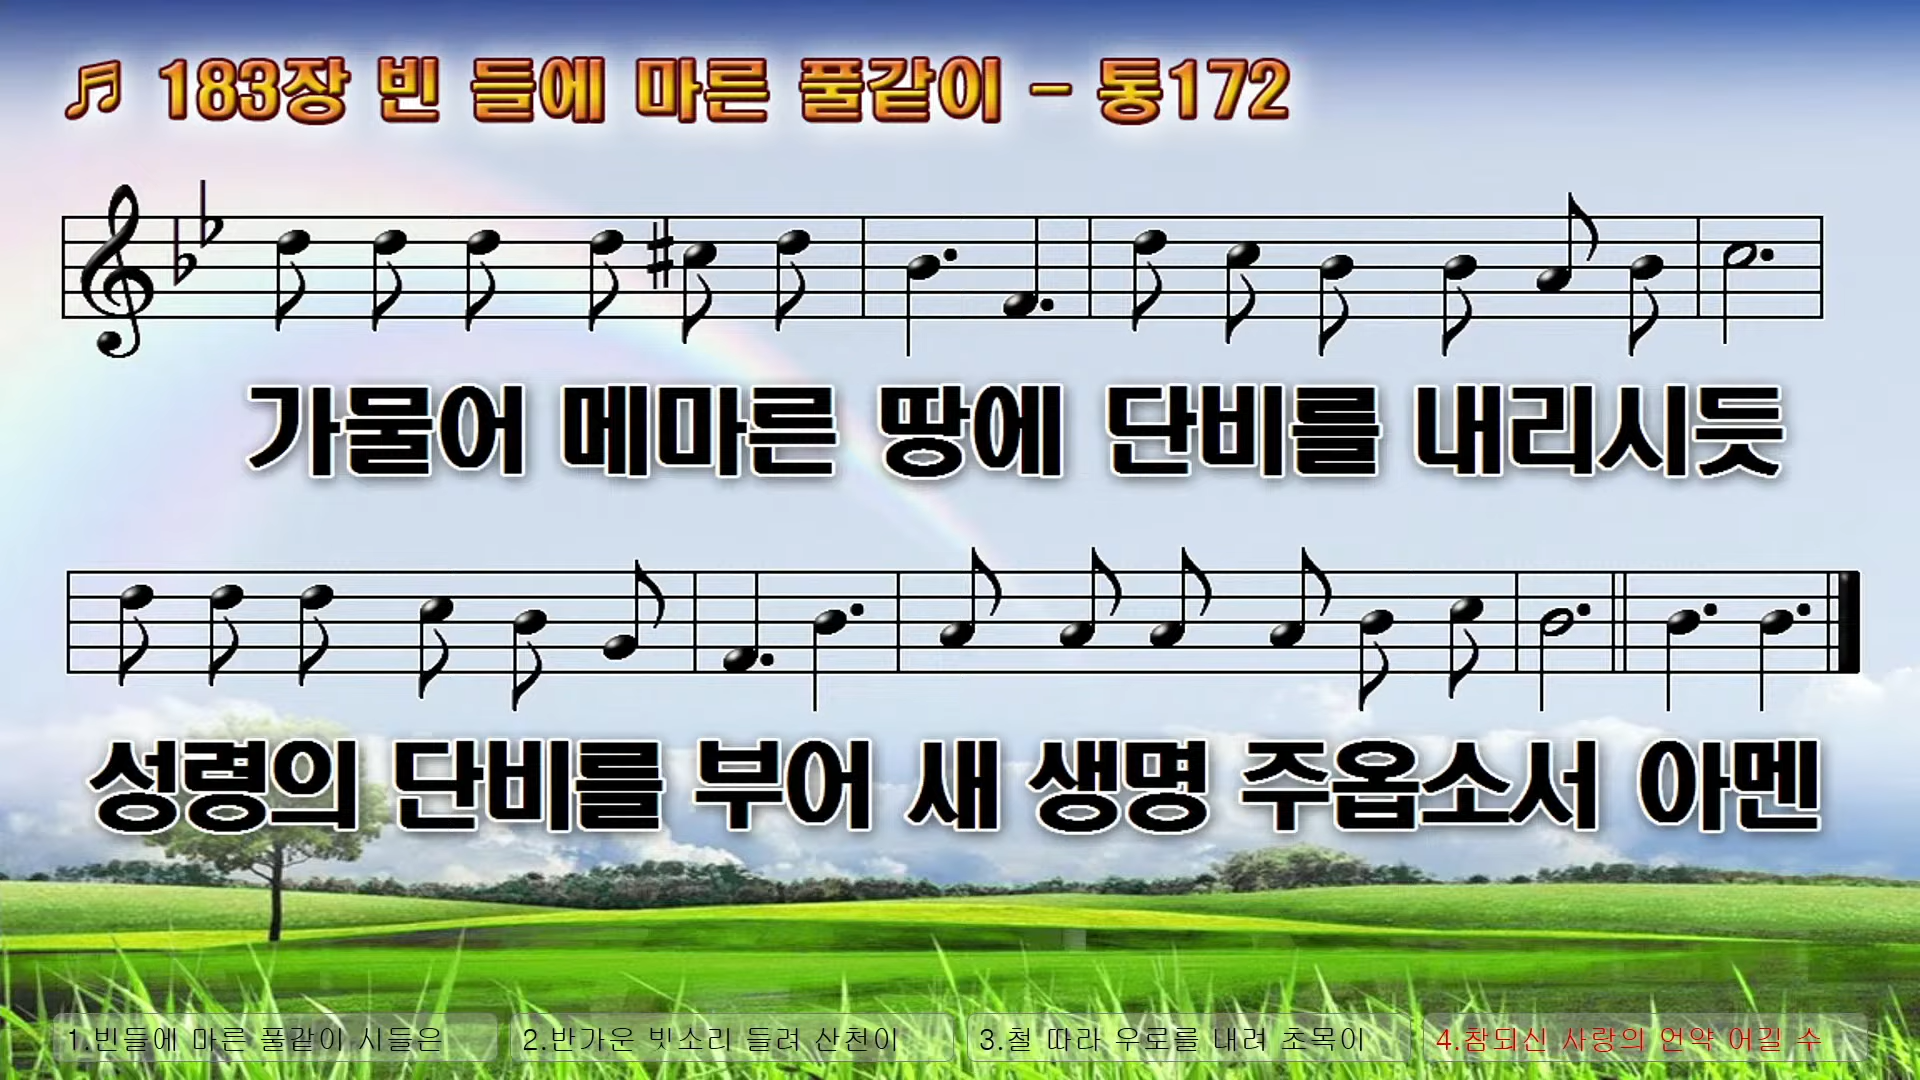 183장 빈 들에 마른 풀같이 - 통172
가물어 메마른 땅에 단비를 내리시듯
성령의 단비를 부어 새 생명 주옵소서 아멘
1.빈들에 마른 풀같이 시들은
2.반가운 빗소리 들려 산천이
3.철 따라 우로를 내려 초목이
4.참되신 사랑의 언약 어길 수